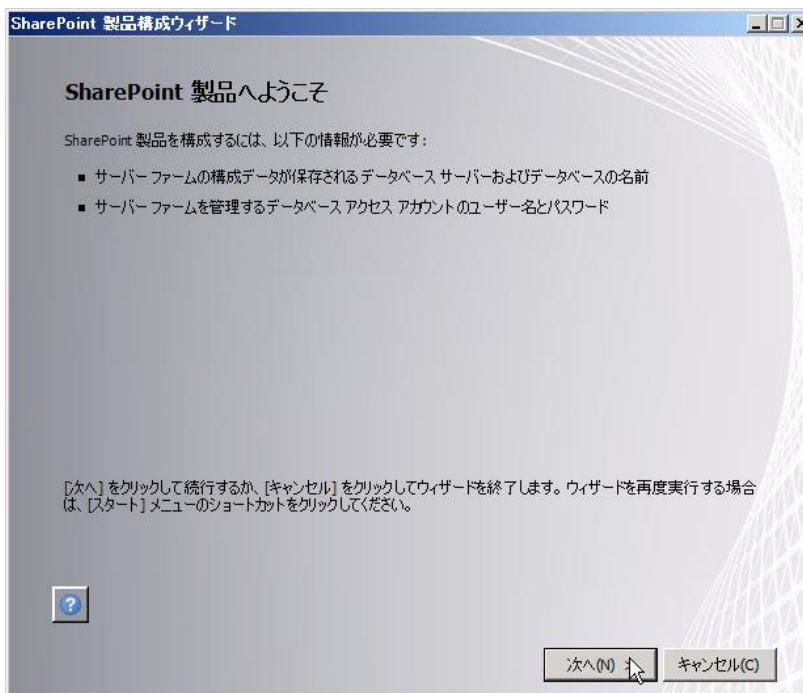 SharePoint 製品構成ウィザード
SharePoint 製品へようこそ
SharePoint 製品を構成するには、以下の情報が必要です:
■ サーバー ファームの構成データが保存されるデータベース サーバーおよびデータベースの名前
■ サーバー ファームを管理するデータベース アクセス アカウントのユーザー名とパスワード
[次へ] をクリックして続行するか、[キャンセル] をクリックしてウィザードを終了します。ウィザードを再度実行する場合
は、[スタート] メニューのショートカットをクリックしてください。
?
次へ(N) >
キャンセル(C)